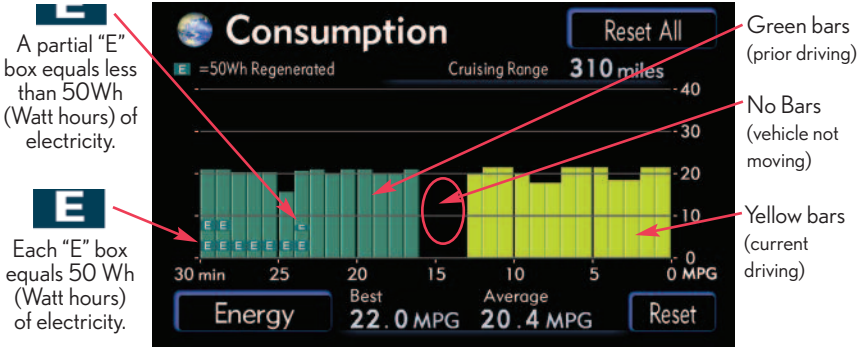 E
A partial “E”
box equals less
than 50Wh
(Watt hours) of
electricity.
E
Each “E” box
equals 50 Wh
(Watt hours)
of electricity.
Consumption
Reset All
E =50Wh Regenerated
Cruising Range 310 miles
40
30
20
10
0
E E
E
E E E E E E E
30 min 25 20 15 10 5 0 MPG
Energy
Best
22.0 MPG
Average
20.4 MPG
Reset
Green bars
(prior driving)
No Bars
(vehicle not
moving)
Yellow bars
(current
driving)